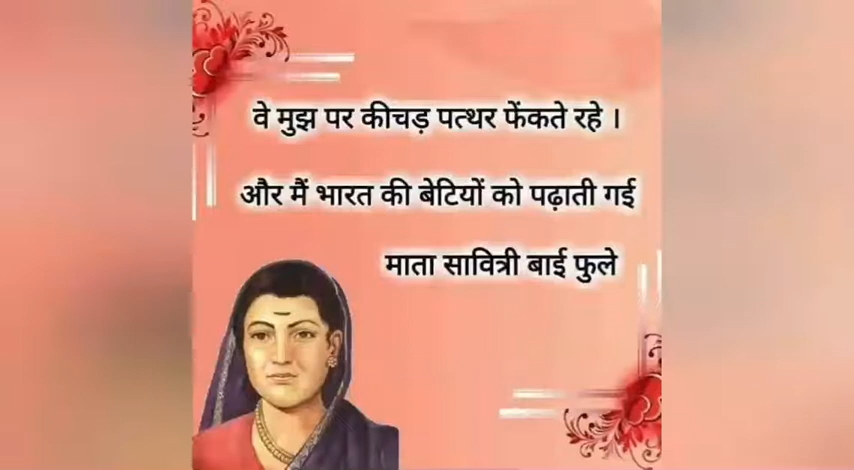 वे मुझ पर कीचड़ पत्थर फेंकते रहे ।
और मैं भारत की बेटियों को पढ़ाती गई
माता सावित्री बाई फुले